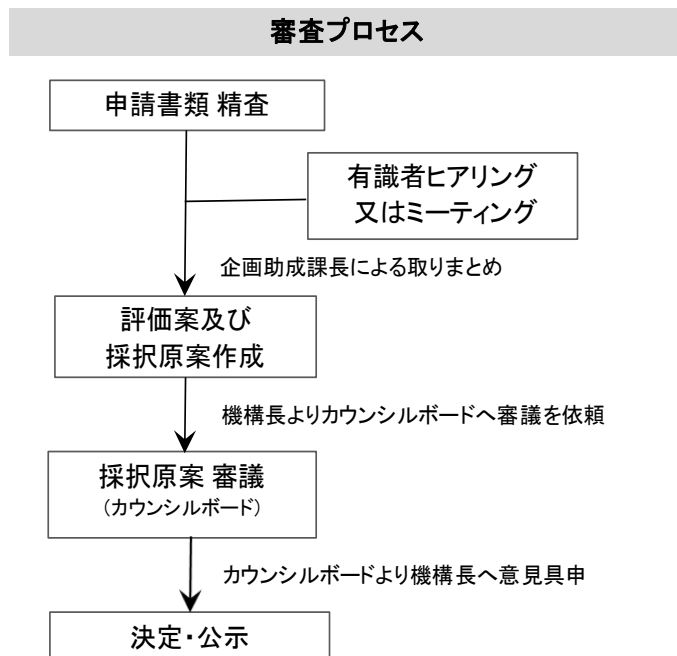 審査プロセス
申請書類 精査
有識者ヒアリング
又はミーティング
企画助成課長による取りまとめ
評価案及び
採択原案作成
機構長よりカウンシルボードへ審議を依頼
採択原案 審議
（カウンシルボード）
カウンシルボードより機構長へ意見具申
決定・公示